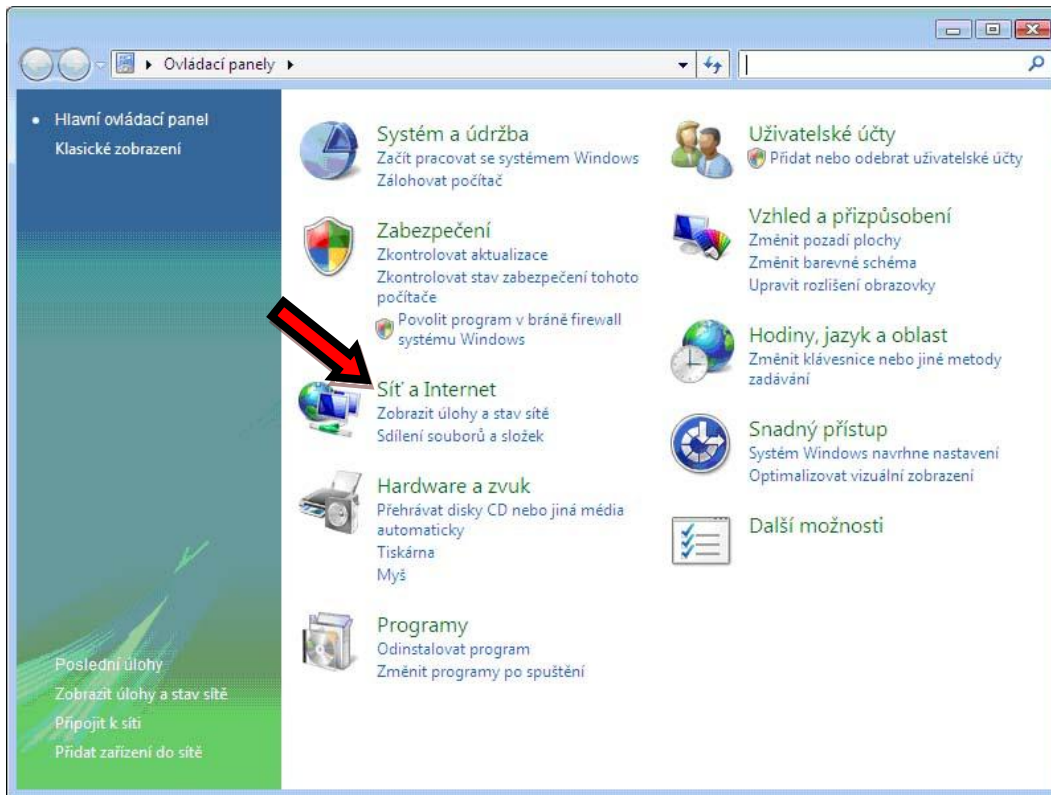 Ovládací panely
Hlavní ovládací panel
Klasické zobrazení
Systém a údržba
Začít pracovat se systémem Windows
Zálohovat počítač
Zabezpečení
Zkontrolovat aktualizace
Zkontrolovat stav zabezpečení tohoto
počítače
Povolit program v bráně firewall
systému Windows
Síť a Internet
Zobrazit úlohy a stav sítě
Sdílení souborů a složek
Hardware a zvuk
Přehrávat disky CD nebo jiná média
automaticky
Tiskárna
Myš
Programy
Odinstalovat program
Změnit programy po spuštění
Uživatelské účty
Přidat nebo odebrat uživatelské účty
Vzhled a přizpůsobení
Změnit pozadí plochy
Změnit barevné schéma
Upravit rozlišení obrazovky
Hodiny, jazyk a oblast
Změnit klávesnice nebo jiné metody
zadávání
Snadný přístup
Systém Windows navrhne nastavení
Optimalizovat vizuální zobrazení
Další možnosti
Poslední úlohy
Zobrazit úlohy a stav sítě
Připojit k síti
Přidat zařízení do sítě